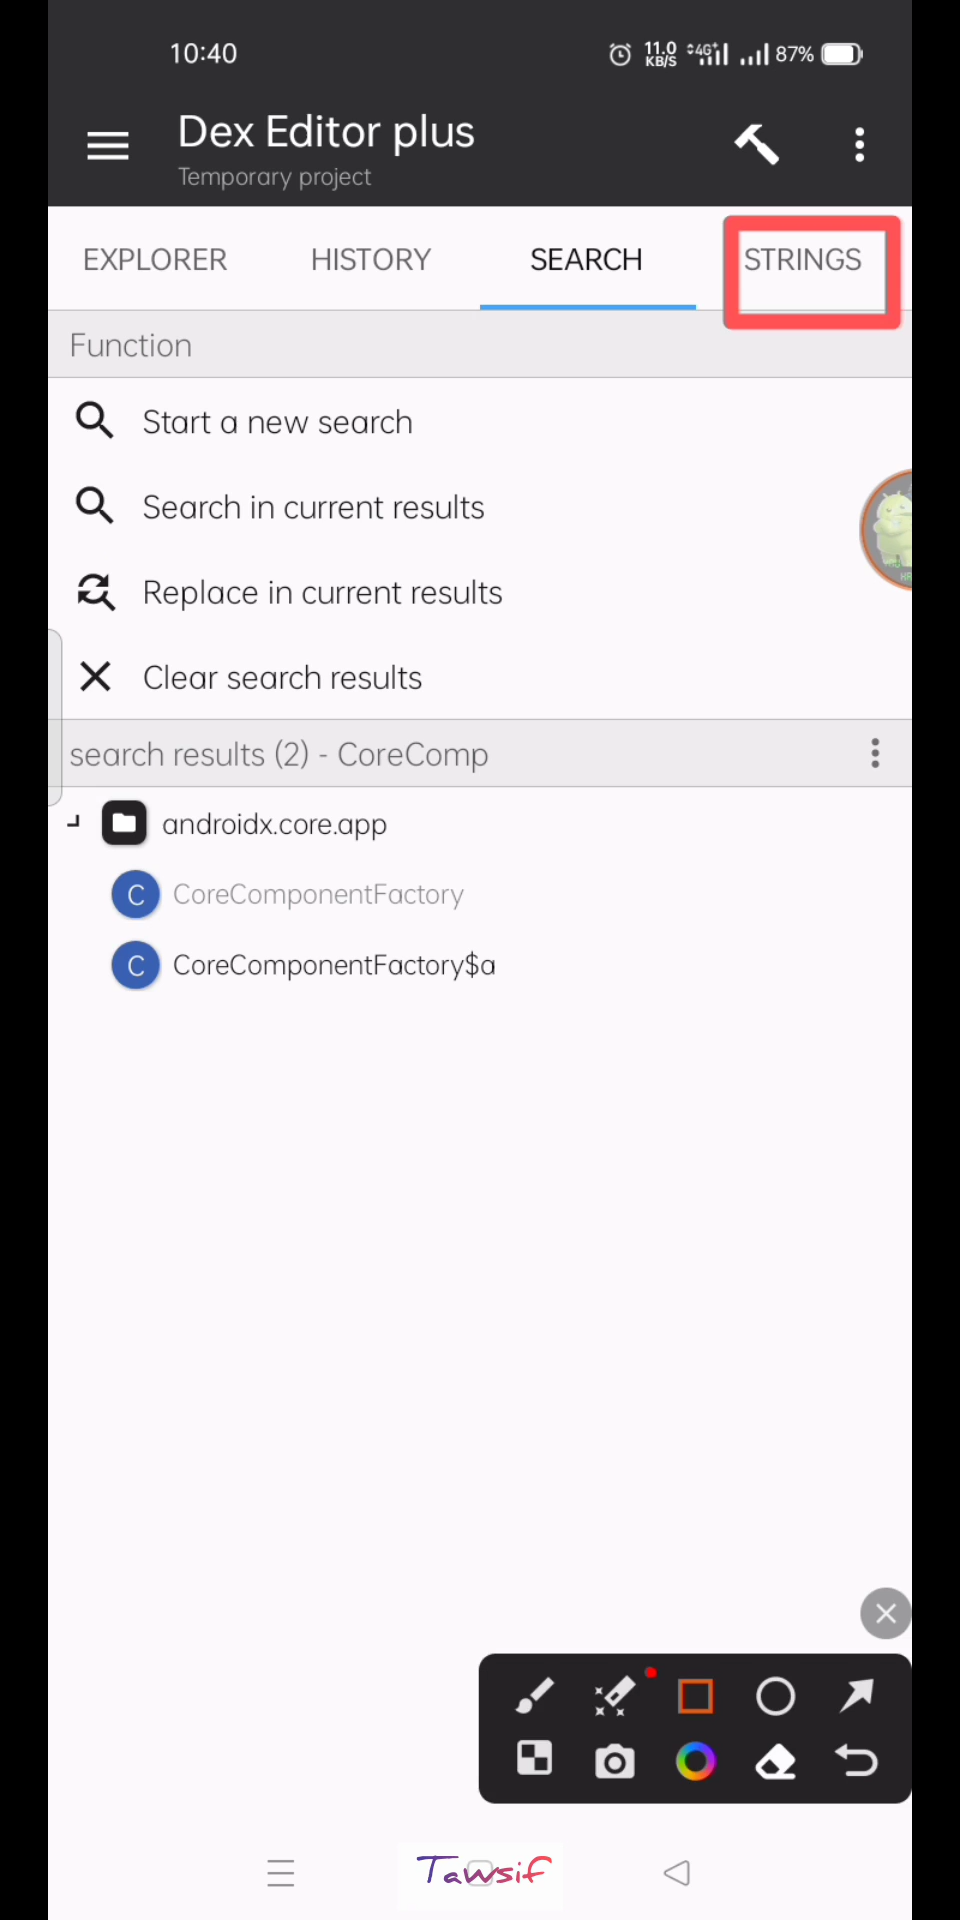 10:40
11.0 KB/S 4G+ 87%
Dex Editor plus
Temporary project
EXPLORER HISTORY SEARCH STRINGS
Function
Start a new search
Search in current results
Replace in current results
Clear search results
search results (2) - CoreComp
androidx.core.app
C CoreComponentFactory
C CoreComponentFactory$a
Tawsif